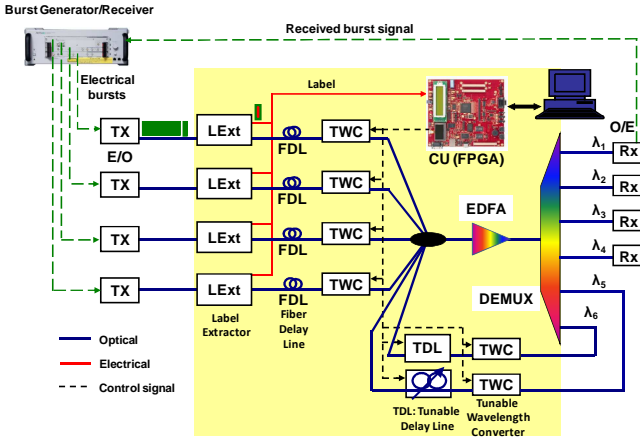 Burst Generator/Receiver
Received burst signal
Electrical
bursts
Label
TX
LExt
FDL
TWC
E/O
CU (FPGA)
O/E
λ1
Rx
TX
LExt
FDL
TWC
λ2
Rx
EDFA
TX
LExt
FDL
TWC
λ3
Rx
λ4
Rx
TX
LExt
FDL
TWC
DEMUX
λ5
λ6
Label
Extractor
Fiber
Delay
Line
Optical
Electrical
Control signal
TDL
TWC
TWC
TDL: Tunable
Delay Line
Tunable
Wavelength
Converter